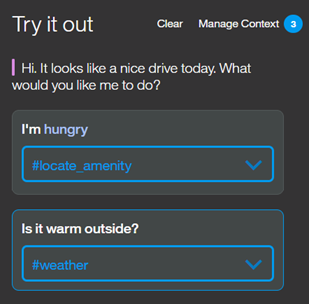 Try it out
Clear
Manage Context 3
Hi. It looks like a nice drive today. What
would you like me to do?
I'm hungry
#locate_amenity
Is it warm outside?
#weather